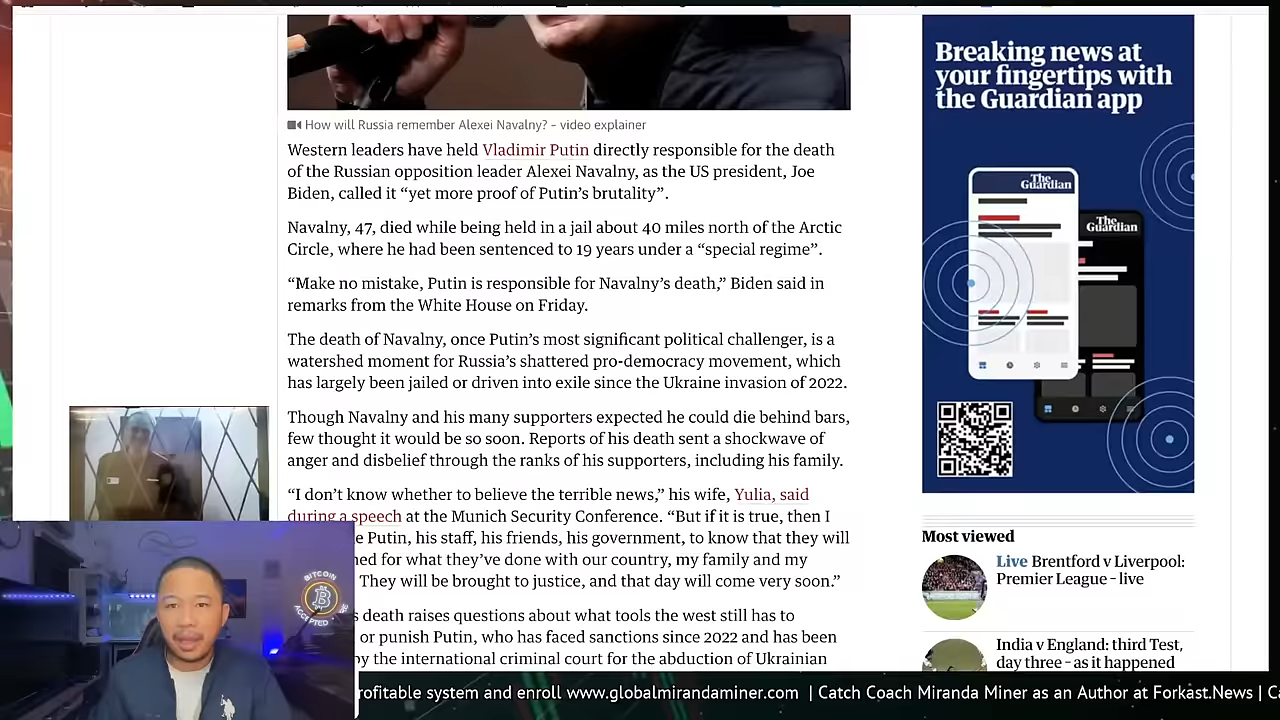 How will Russia remember Alexei Navalny? – video explainer
Western leaders have held Vladimir Putin directly responsible for the death
of the Russian opposition leader Alexei Navalny, as the US president, Joe
Biden, called it “yet more proof of Putin’s brutality”.
Navalny, 47, died while being held in a jail about 40 miles north of the Arctic
Circle, where he had been sentenced to 19 years under a “special regime”.
“Make no mistake, Putin is responsible for Navalny’s death,” Biden said in
remarks from the White House on Friday.
The death of Navalny, once Putin’s most significant political challenger, is a
watershed moment for Russia’s shattered pro-democracy movement, which
has largely been jailed or driven into exile since the Ukraine invasion of 2022.
Though Navalny and his many supporters expected he could die behind bars,
few thought it would be so soon. Reports of his death sent a shockwave of
anger and disbelief through the ranks of his supporters, including his family.
“I don’t know whether to believe the terrible news,” his wife, Yulia, said
during a speech at the Munich Security Conference. “But if it is true, then I
e Putin, his staff, his friends, his government, to know that they will
ned for what they’ve done with our country, my family and my
They will be brought to justice, and that day will come very soon.”
s death raises questions about what tools the west still has to
or punish Putin, who has faced sanctions since 2022 and has been
y the international criminal court for the abduction of Ukrainian
Breaking news at
your fingertips with
the Guardian app
The
Guardian
The
Guardian
Most viewed
Live Brentford v Liverpool:
Premier League – live
India v England: third Test,
day three – as it happened
BITCOIN
ACCEPTED HERE
rofitable system and enroll www.globalmirandaminer.com | Catch Coach Miranda Miner as an Author at Forkast.News | Ca